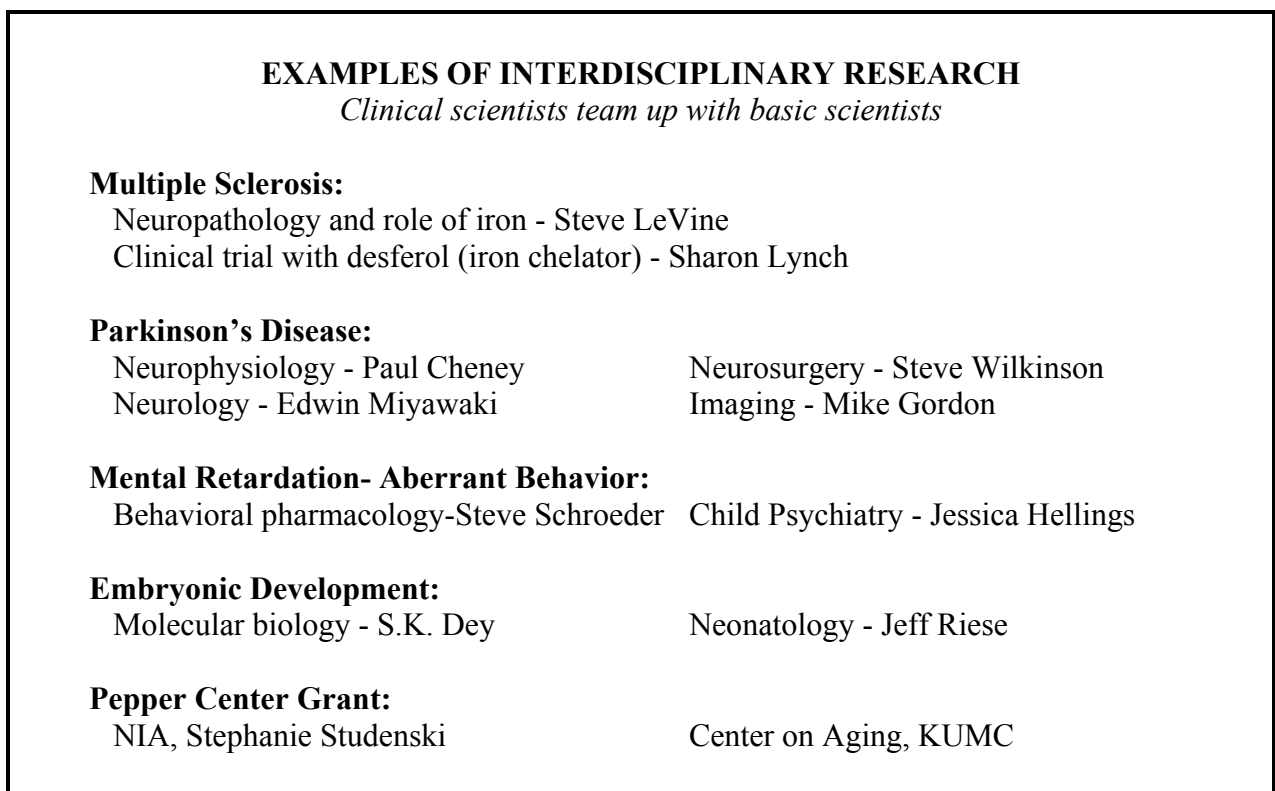 EXAMPLES OF INTERDISCIPLINARY RESEARCH
Clinical scientists team up with basic scientists
Multiple Sclerosis:
Neuropathology and role of iron - Steve LeVine
Clinical trial with desferol (iron chelator) - Sharon Lynch
Parkinson’s Disease:
Neurophysiology - Paul Cheney Neurosurgery - Steve Wilkinson
Neurology - Edwin Miyawaki Imaging - Mike Gordon
Mental Retardation- Aberrant Behavior:
Behavioral pharmacology-Steve Schroeder Child Psychiatry - Jessica Hellings
Embryonic Development:
Molecular biology - S.K. Dey Neonatology - Jeff Riese
Pepper Center Grant:
NIA, Stephanie Studenski Center on Aging, KUMC